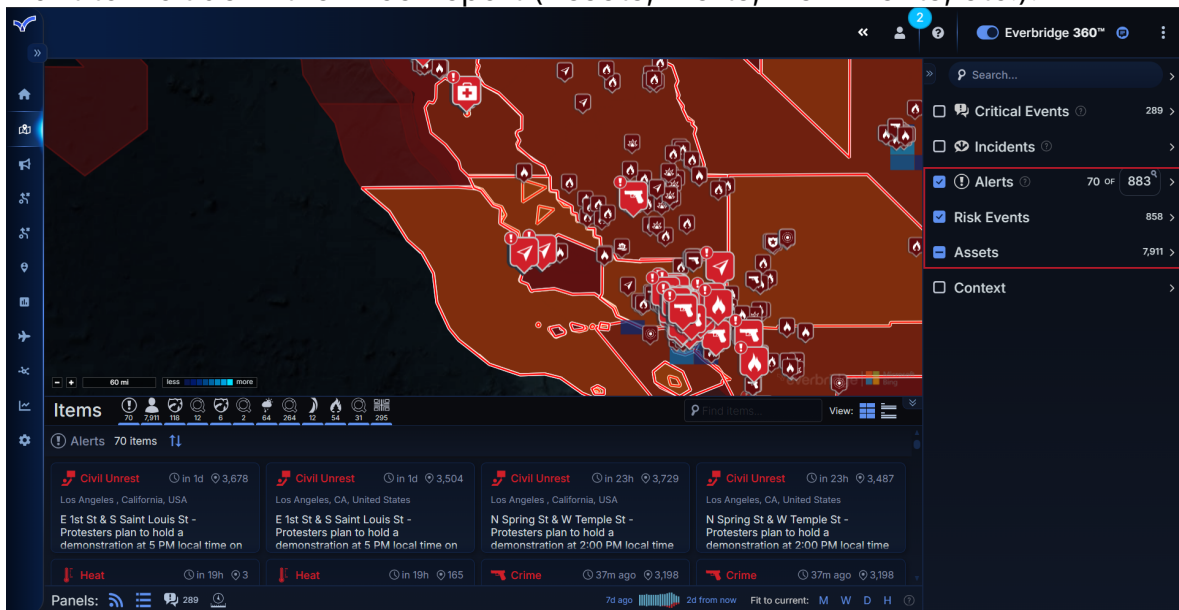 2
Everbridge 360™
Search...
Critical Events 289
Incidents
Alerts 70 OF 883
Risk Events 858
Assets 7,911
Context
- + 60 mi less more
Microsoft
Bing
Items 70 7,911 118 12 6 2 64 264 12 54 31 295 Find items... View:
Alerts 70 items
Civil Unrest in 1d 3,678
Los Angeles , California, USA
E 1st St & S Saint Louis St -
Protesters plan to hold a
demonstration at 5 PM local time on
Civil Unrest in 1d 3,504
Los Angeles, CA, United States
E 1st St & S Saint Louis St -
Protesters plan to hold a
demonstration at 5 PM local time on
Civil Unrest in 23h 3,729
Los Angeles , California, USA
N Spring St & W Temple St -
Protesters plan to hold a
demonstration at 2:00 PM local time
Civil Unrest in 23h 3,487
Los Angeles, CA, United States
N Spring St & W Temple St -
Protesters plan to hold a
demonstration at 2:00 PM local time
Heat in 19h 3
Heat in 19h 165
Crime 37m ago 3,198
Crime 37m ago 3,198
Panels: 289 7d ago 2d from now Fit to current: M W D H